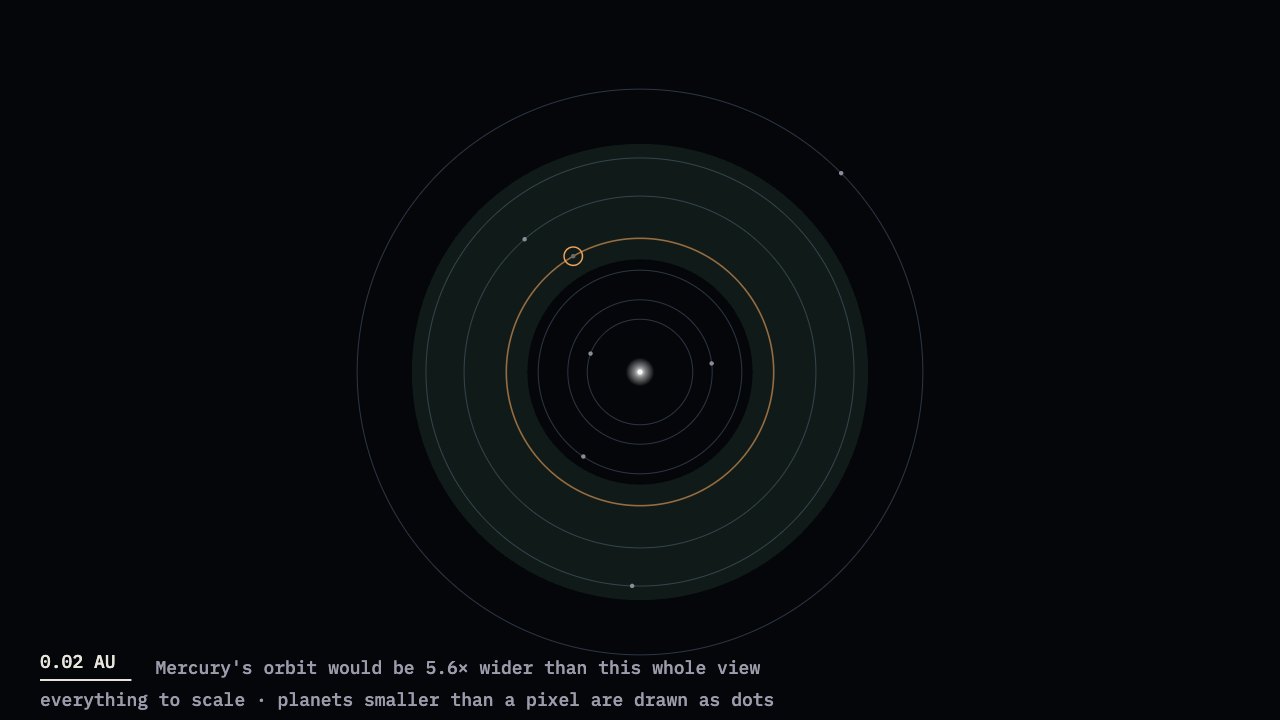 0.02 AU
Mercury's orbit would be 5.6× wider than this whole view
everything to scale · planets smaller than a pixel are drawn as dots